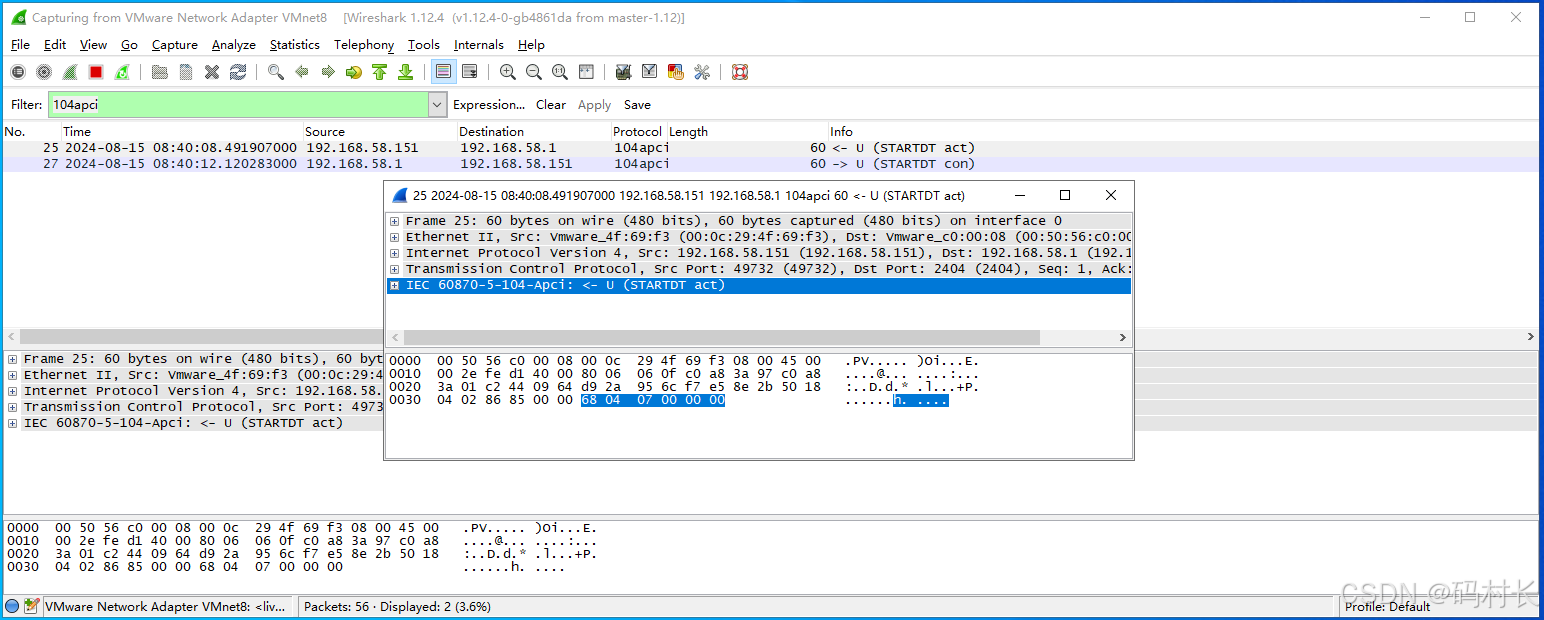 Capturing from VMware Network Adapter VMnet8 [Wireshark 1.12.4 (v1.12.4-0-gb4861da from master-1.12)]
File Edit View Go Capture Analyze Statistics Telephony Tools Internals Help
Filter: 104apci Expression... Clear Apply Save
No. Time Source Destination Protocol Length Info
25 2024-08-15 08:40:08.491907000 192.168.58.151 192.168.58.1 104apci 60 <- U (STARTDT act)
27 2024-08-15 08:40:12.120283000 192.168.58.1 192.168.58.151 104apci 60 -> U (STARTDT con)
25 2024-08-15 08:40:08.491907000 192.168.58.151 192.168.58.1 104apci 60 <- U (STARTDT act)
Frame 25: 60 bytes on wire (480 bits), 60 bytes captured (480 bits) on interface 0
Ethernet II, Src: Vmware_4f:69:f3 (00:0c:29:4f:69:f3), Dst: Vmware_c0:00:08 (00:50:56:c0:00
Internet Protocol Version 4, Src: 192.168.58.151 (192.168.58.151), Dst: 192.168.58.1 (192.1
Transmission Control Protocol, Src Port: 49732 (49732), Dst Port: 2404 (2404), Seq: 1, Ack:
IEC 60870-5-104-Apci: <- U (STARTDT act)
0000 00 50 56 c0 00 08 00 0c 29 4f 69 f3 08 00 45 00 .PV..... )Oi...E.
0010 00 2e fe d1 40 00 80 06 06 0f c0 a8 3a 97 c0 a8 ....@... ....:...
0020 3a 01 c2 44 09 64 d9 2a 95 6c f7 e5 8e 2b 50 18 :..D.d.* .l...+P.
0030 04 02 86 85 00 00 68 04 07 00 00 00 ......h. ....
Frame 25: 60 bytes on wire (480 bits), 60 byt
Ethernet II, Src: Vmware_4f:69:f3 (00:0c:29:4
Internet Protocol Version 4, Src: 192.168.58.
Transmission Control Protocol, Src Port: 4973
IEC 60870-5-104-Apci: <- U (STARTDT act)
0000 00 50 56 c0 00 08 00 0c 29 4f 69 f3 08 00 45 00 .PV..... )Oi...E.
0010 00 2e fe d1 40 00 80 06 06 0f c0 a8 3a 97 c0 a8 ....@... ....:...
0020 3a 01 c2 44 09 64 d9 2a 95 6c f7 e5 8e 2b 50 18 :..D.d.* .l...+P.
0030 04 02 86 85 00 00 68 04 07 00 00 00 ......h. ....
VMware Network Adapter VMnet8: <liv... Packets: 56 · Displayed: 2 (3.6%) Profile: Default
CSDN @码村长